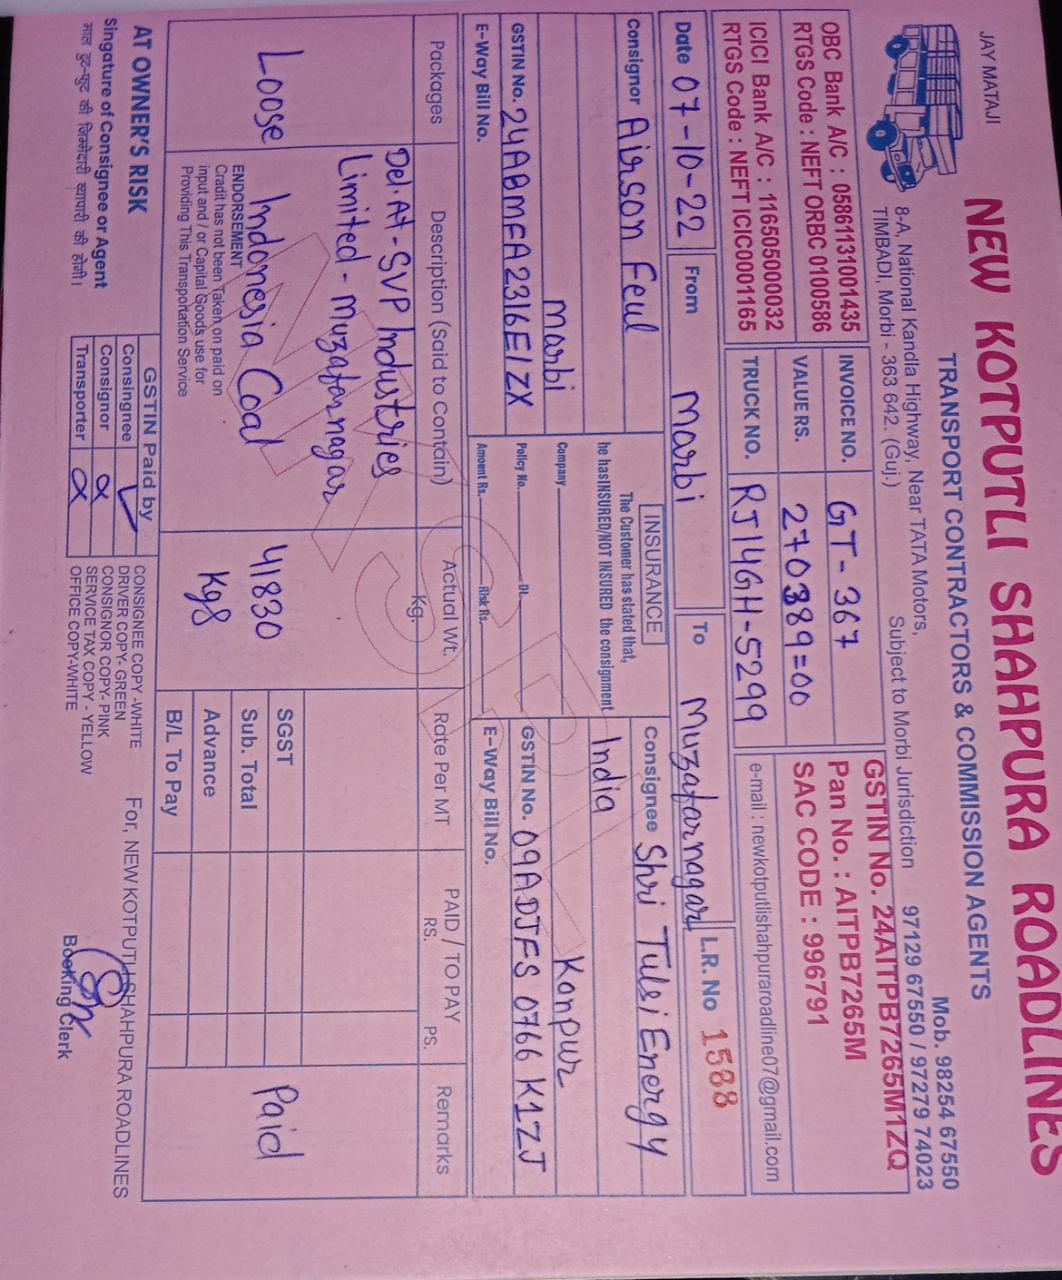 JAY MATAJI
NEW KOTPUTLI SHAHPURA ROADLINES
TRANSPORT CONTRACTORS & COMMISSION AGENTS
Mob. 98254 67550
8-A, National Kandla Highway, Near TATA Motors,
TIMBADI, Morbi - 363 642. (Guj.)
Subject to Morbi Jurisdiction
97129 67550 / 97279 74023
OBC Bank A/C : 05861131001435
RTGS Code : NEFT ORBC 0100586
ICICI Bank A/C : 116505000032
RTGS Code : NEFT ICIC0001165
INVOICE NO. GT-367
VALUE RS. 270389=00
TRUCK NO. RJ14GH-5299
GSTIN No. 24AITPB7265M1ZQ
Pan No. : AITPB7265M
SAC CODE : 996791
e-mail : newkotputlishahpuraroadline07@gmail.com
Date 07-10-22 From Morbi To Muzafarnagar L.R. No 1588
Consignor Airson Feul
Morbi
GSTIN No. 24ABMFA2316E1ZX
E-Way Bill No.
INSURANCE
The Customer has stated that,
he has INSURED/NOT INSURED the consignment
Company
Policy No. Dt.
Amount Rs. Risk Rs.
Consignee Shri Tulsi Energy
India Konpur
GSTIN No. 09ADJFS 0766 K1ZJ
E-Way Bill No.
Packages Description (Said to Contain) Actual Wt. Kg. Rate Per MT PAID / TO PAY RS. PS. Remarks
Del. At - SVP Industries
Limited - Muzafarnagar
Loose Indonesia Coal 41830 Kgs Paid
ENDORSEMENT
Cradit has not been Taken on paid on
input and / or Capital Goods use for
Providing This Transportation Service
SGST
Sub. Total
Advance
B/L To Pay
AT OWNER'S RISK
Singature of Consignee or Agent
माल टुट-फुट की जिम्मेदारी व्यापारी की होगी।
GSTIN Paid by
Consingnee ✓
Consignor
Transporter
CONSIGNEE COPY -WHITE
DRIVER COPY- GREEN
CONSIGNOR COPY- PINK
SERVICE TAX COPY - YELLOW
OFFICE COPY-WHITE
For, NEW KOTPUTLI SHAHPURA ROADLINES
Booking Clerk